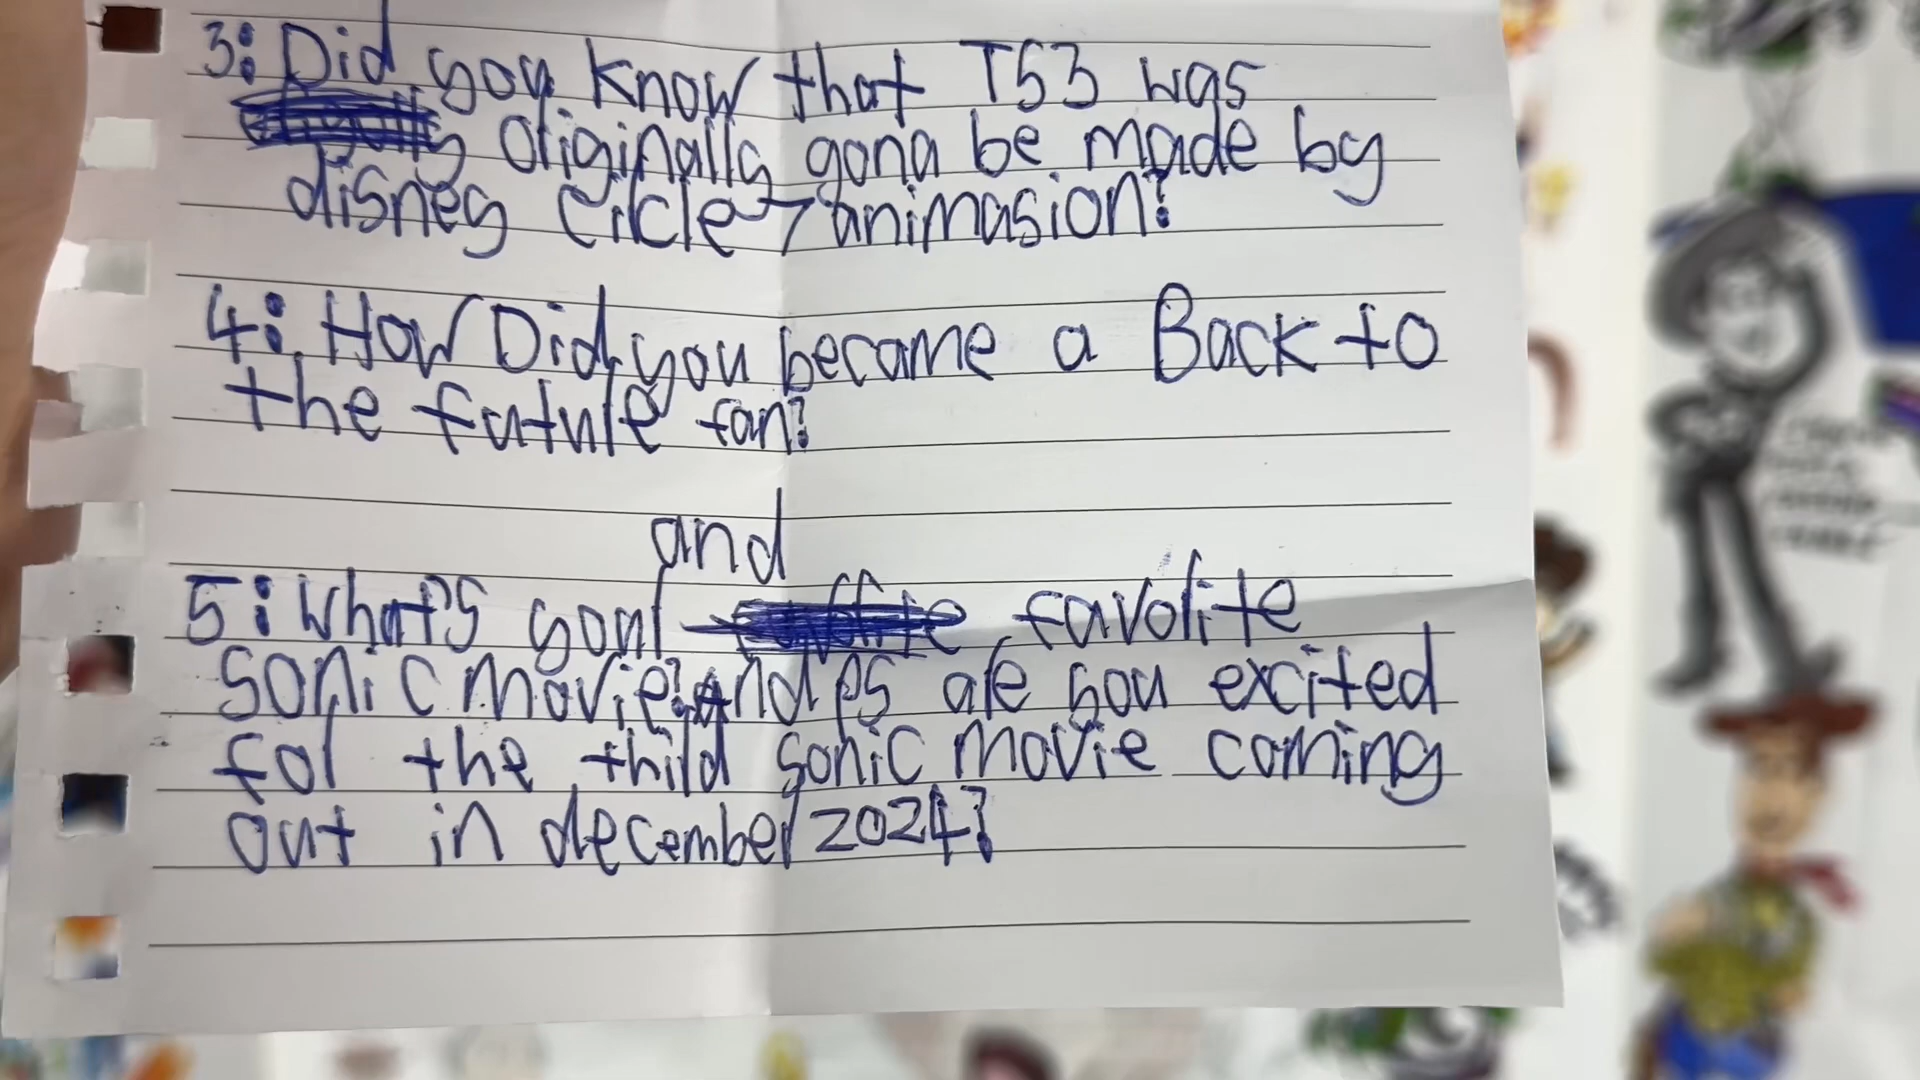 3: Did you know that TS3 was
originally gona be made by
disney circle 7 animasion?
4: How Did you became a Back to
the future fan?
and
5: What's your favorite
sonic movie? And ps are you excited
for the third sonic movie coming
out in december 2024?